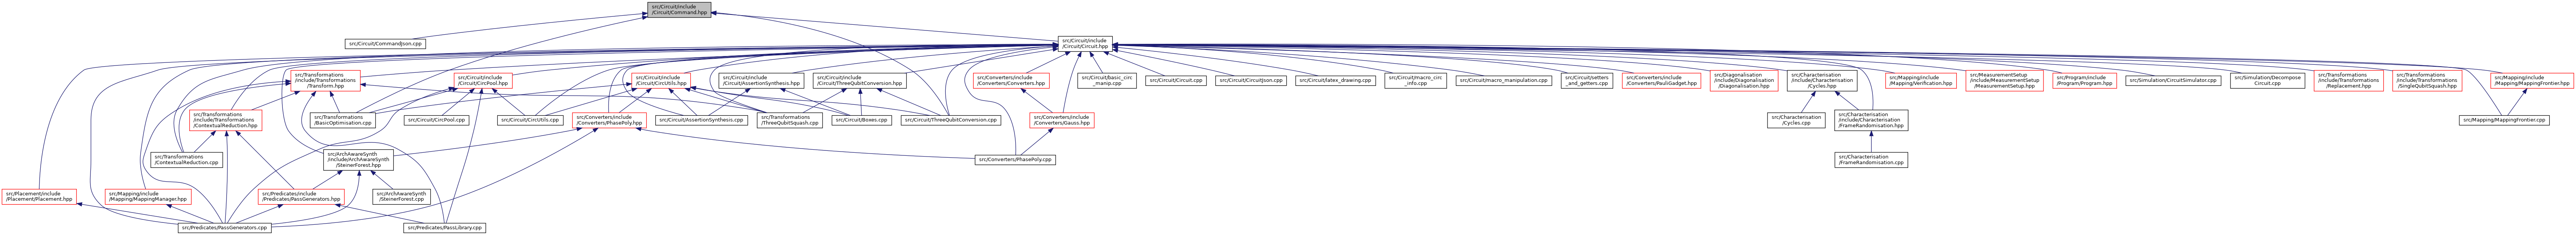 src/Circuit/include
/Circuit/Command.hpp
src/Circuit/CommandJson.cpp
src/Circuit/include
/Circuit/Circuit.hpp
src/Transformations
/include/Transformations
/Transform.hpp
src/Circuit/include
/Circuit/CircPool.hpp
src/Circuit/include
/Circuit/CircUtils.hpp
src/Circuit/include
/Circuit/AssertionSynthesis.hpp
src/Circuit/include
/Circuit/ThreeQubitConversion.hpp
src/Converters/include
/Converters/Converters.hpp
src/Circuit/basic_circ
_manip.cpp
src/Circuit/Circuit.cpp
src/Circuit/CircuitJson.cpp
src/Circuit/latex_drawing.cpp
src/Circuit/macro_circ
_info.cpp
src/Circuit/macro_manipulation.cpp
src/Circuit/setters
_and_getters.cpp
src/Converters/include
/Converters/PauliGadget.hpp
src/Diagonalisation
/include/Diagonalisation
/Diagonalisation.hpp
src/Characterisation
/include/Characterisation
/Cycles.hpp
src/Mapping/include
/Mapping/Verification.hpp
src/MeasurementSetup
/include/MeasurementSetup
/MeasurementSetup.hpp
src/Program/include
/Program/Program.hpp
src/Simulation/CircuitSimulator.cpp
src/Simulation/Decompose
Circuit.cpp
src/Transformations
/include/Transformations
/Replacement.hpp
src/Transformations
/include/Transformations
/SingleQubitSquash.hpp
src/Mapping/include
/Mapping/MappingFrontier.hpp
src/Transformations
/include/Transformations
/ContextualReduction.hpp
src/Transformations
/BasicOptimisation.cpp
src/Circuit/CircPool.cpp
src/Circuit/CircUtils.cpp
src/Converters/include
/Converters/PhasePoly.hpp
src/Circuit/AssertionSynthesis.cpp
src/Transformations
/ThreeQubitSquash.cpp
src/Circuit/Boxes.cpp
src/Circuit/ThreeQubitConversion.cpp
src/Converters/include
/Converters/Gauss.hpp
src/Characterisation
/Cycles.cpp
src/Characterisation
/include/Characterisation
/FrameRandomisation.hpp
src/Mapping/MappingFrontier.cpp
src/Transformations
/ContextualReduction.cpp
src/ArchAwareSynth
/include/ArchAwareSynth
/SteinerForest.hpp
src/Converters/PhasePoly.cpp
src/Characterisation
/FrameRandomisation.cpp
src/Placement/include
/Placement/Placement.hpp
src/Mapping/include
/Mapping/MappingManager.hpp
src/Predicates/include
/Predicates/PassGenerators.hpp
src/ArchAwareSynth
/SteinerForest.cpp
src/Predicates/PassGenerators.cpp
src/Predicates/PassLibrary.cpp